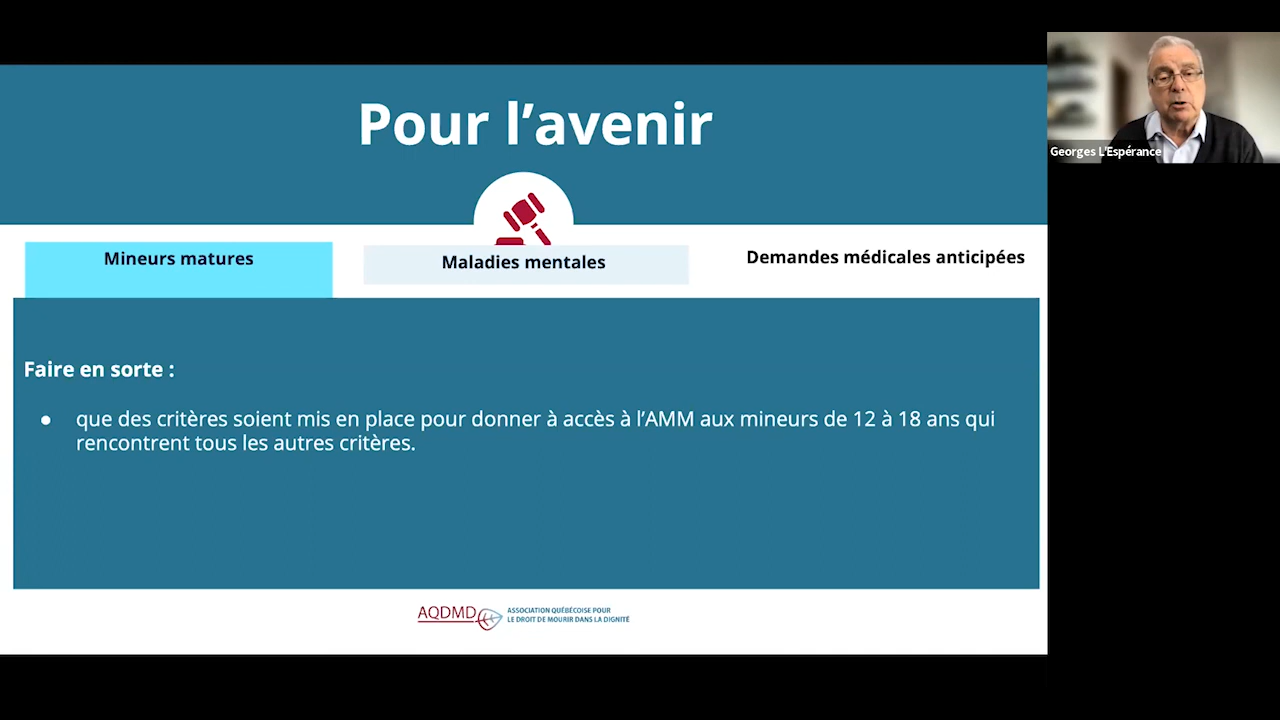 Pour l'avenir
Mineurs matures
Maladies mentales
Demandes médicales anticipées
Faire en sorte :
● que des critères soient mis en place pour donner à accès à l'AMM aux mineurs de 12 à 18 ans qui
rencontrent tous les autres critères.
AQDMD
ASSOCIATION QUÉBÉCOISE POUR
LE DROIT DE MOURIR DANS LA DIGNITÉ
Georges L'Espérance